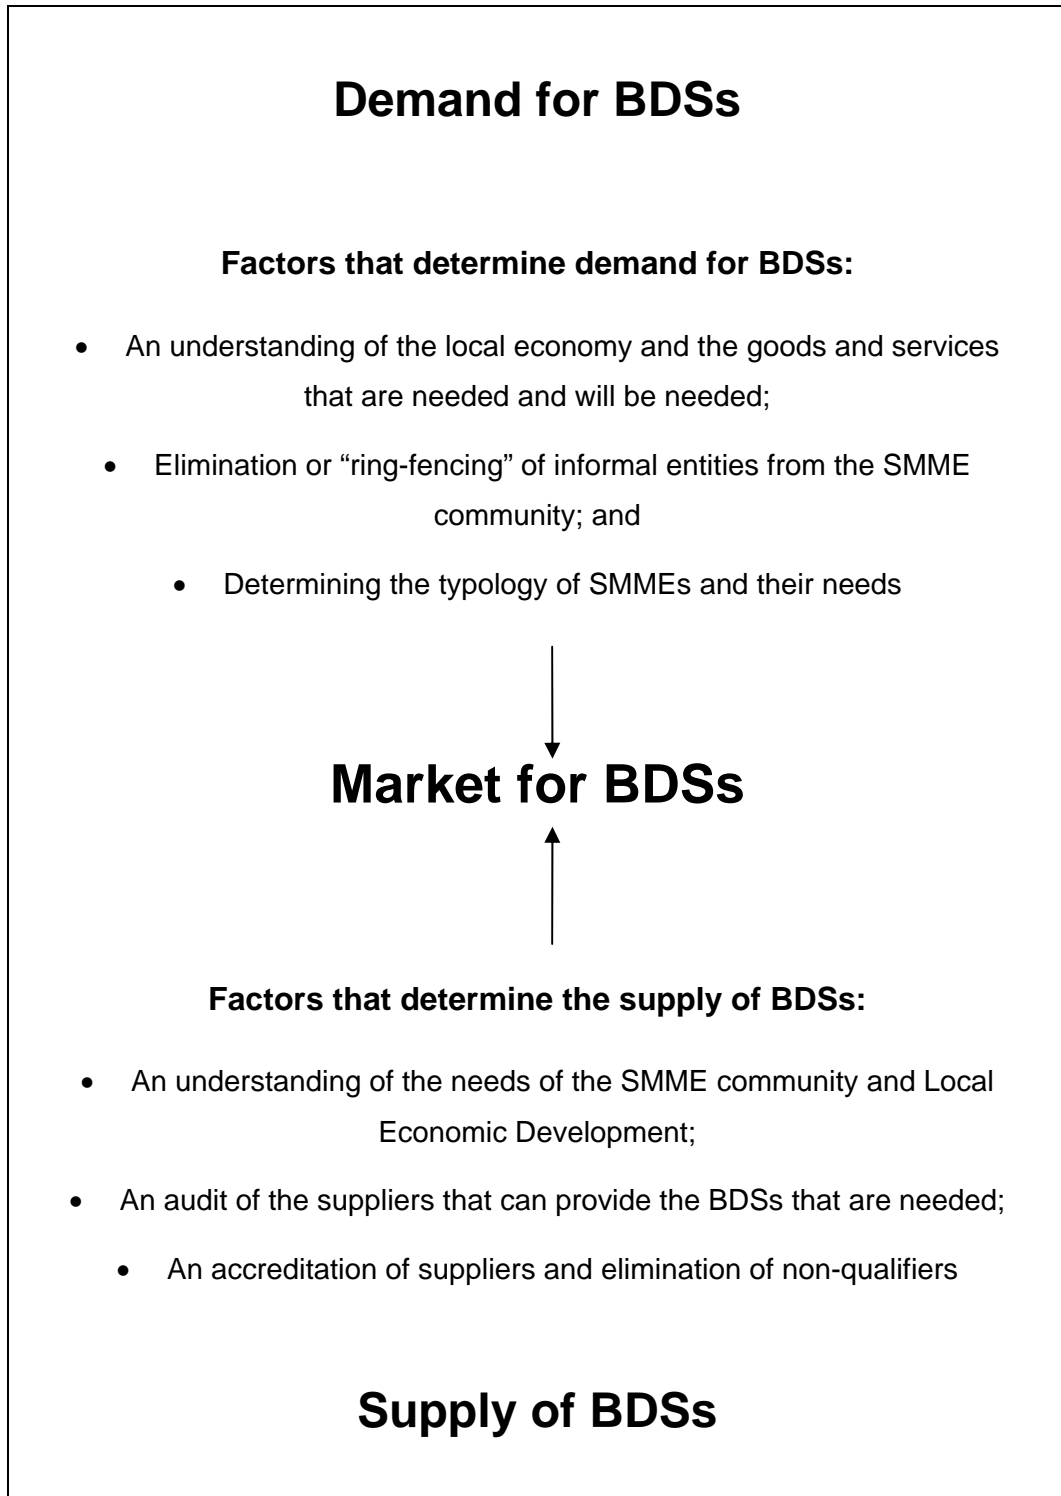 Demand for BDSs
Factors that determine demand for BDSs:
• An understanding of the local economy and the goods and services
that are needed and will be needed;
• Elimination or “ring-fencing” of informal entities from the SMME
community; and
• Determining the typology of SMMEs and their needs
Market for BDSs
Factors that determine the supply of BDSs:
• An understanding of the needs of the SMME community and Local
Economic Development;
• An audit of the suppliers that can provide the BDSs that are needed;
• An accreditation of suppliers and elimination of non-qualifiers
Supply of BDSs